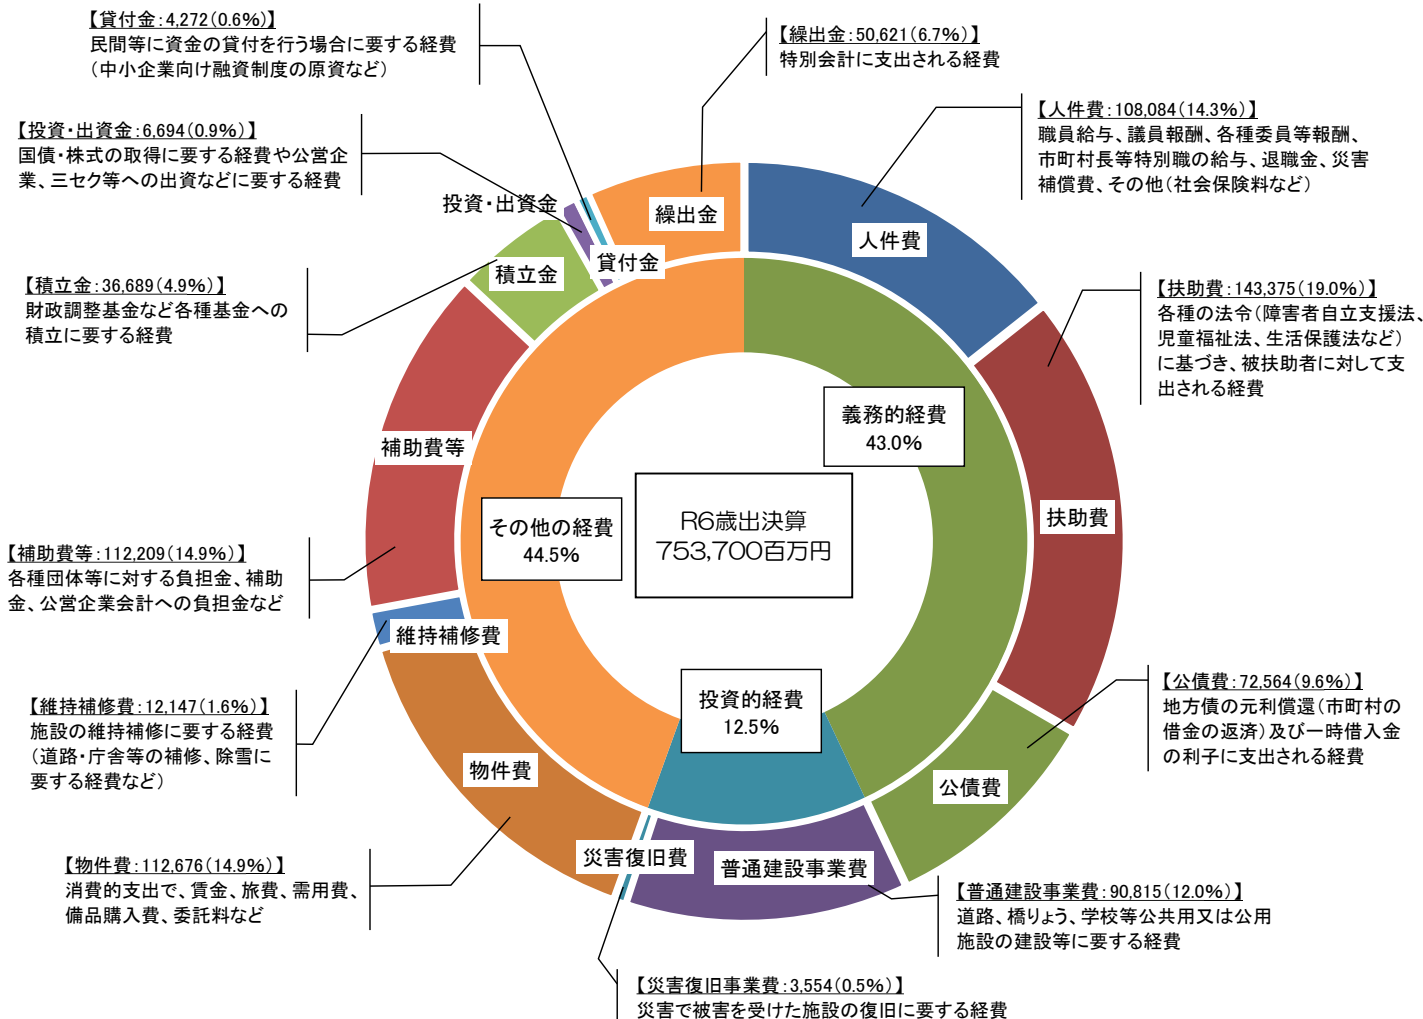 【貸付金：4,272（0.6%）】
民間等に資金の貸付を行う場合に要する経費
（中小企業向け融資制度の原資など）
【繰出金：50,621（6.7%）】
特別会計に支出される経費
【人件費：108,084（14.3%）】
職員給与、議員報酬、各種委員等報酬、
市町村長等特別職の給与、退職金、災害
補償費、その他（社会保険料など）
【投資・出資金：6,694（0.9%）】
国債・株式の取得に要する経費や公営企
業、三セク等への出資などに要する経費
投資・出資金
繰出金
人件費
貸付金
積立金
【積立金：36,689（4.9%）】
財政調整基金など各種基金への
積立に要する経費
【扶助費：143,375（19.0%）】
各種の法令（障害者自立支援法、
児童福祉法、生活保護法など）
に基づき、被扶助者に対して支
出される経費
義務的経費
43.0%
補助費等
その他の経費
44.5%
R6歳出決算
753,700百万円
扶助費
【補助費等：112,209（14.9%）】
各種団体等に対する負担金、補助
金、公営企業会計への負担金など
維持補修費
【維持補修費：12,147（1.6%）】
施設の維持補修に要する経費
（道路・庁舎等の補修、除雪に
要する経費など）
投資的経費
12.5%
【公債費：72,564（9.6%）】
地方債の元利償還（市町村の
借金の返済）及び一時借入金
の利子に支出される経費
物件費
公債費
災害復旧費
普通建設事業費
【物件費：112,676（14.9%）】
消費的支出で、賃金、旅費、需用費、
備品購入費、委託料など
【普通建設事業費：90,815（12.0%）】
道路、橋りょう、学校等公共用又は公用
施設の建設等に要する経費
【災害復旧事業費：3,554（0.5%）】
災害で被害を受けた施設の復旧に要する経費